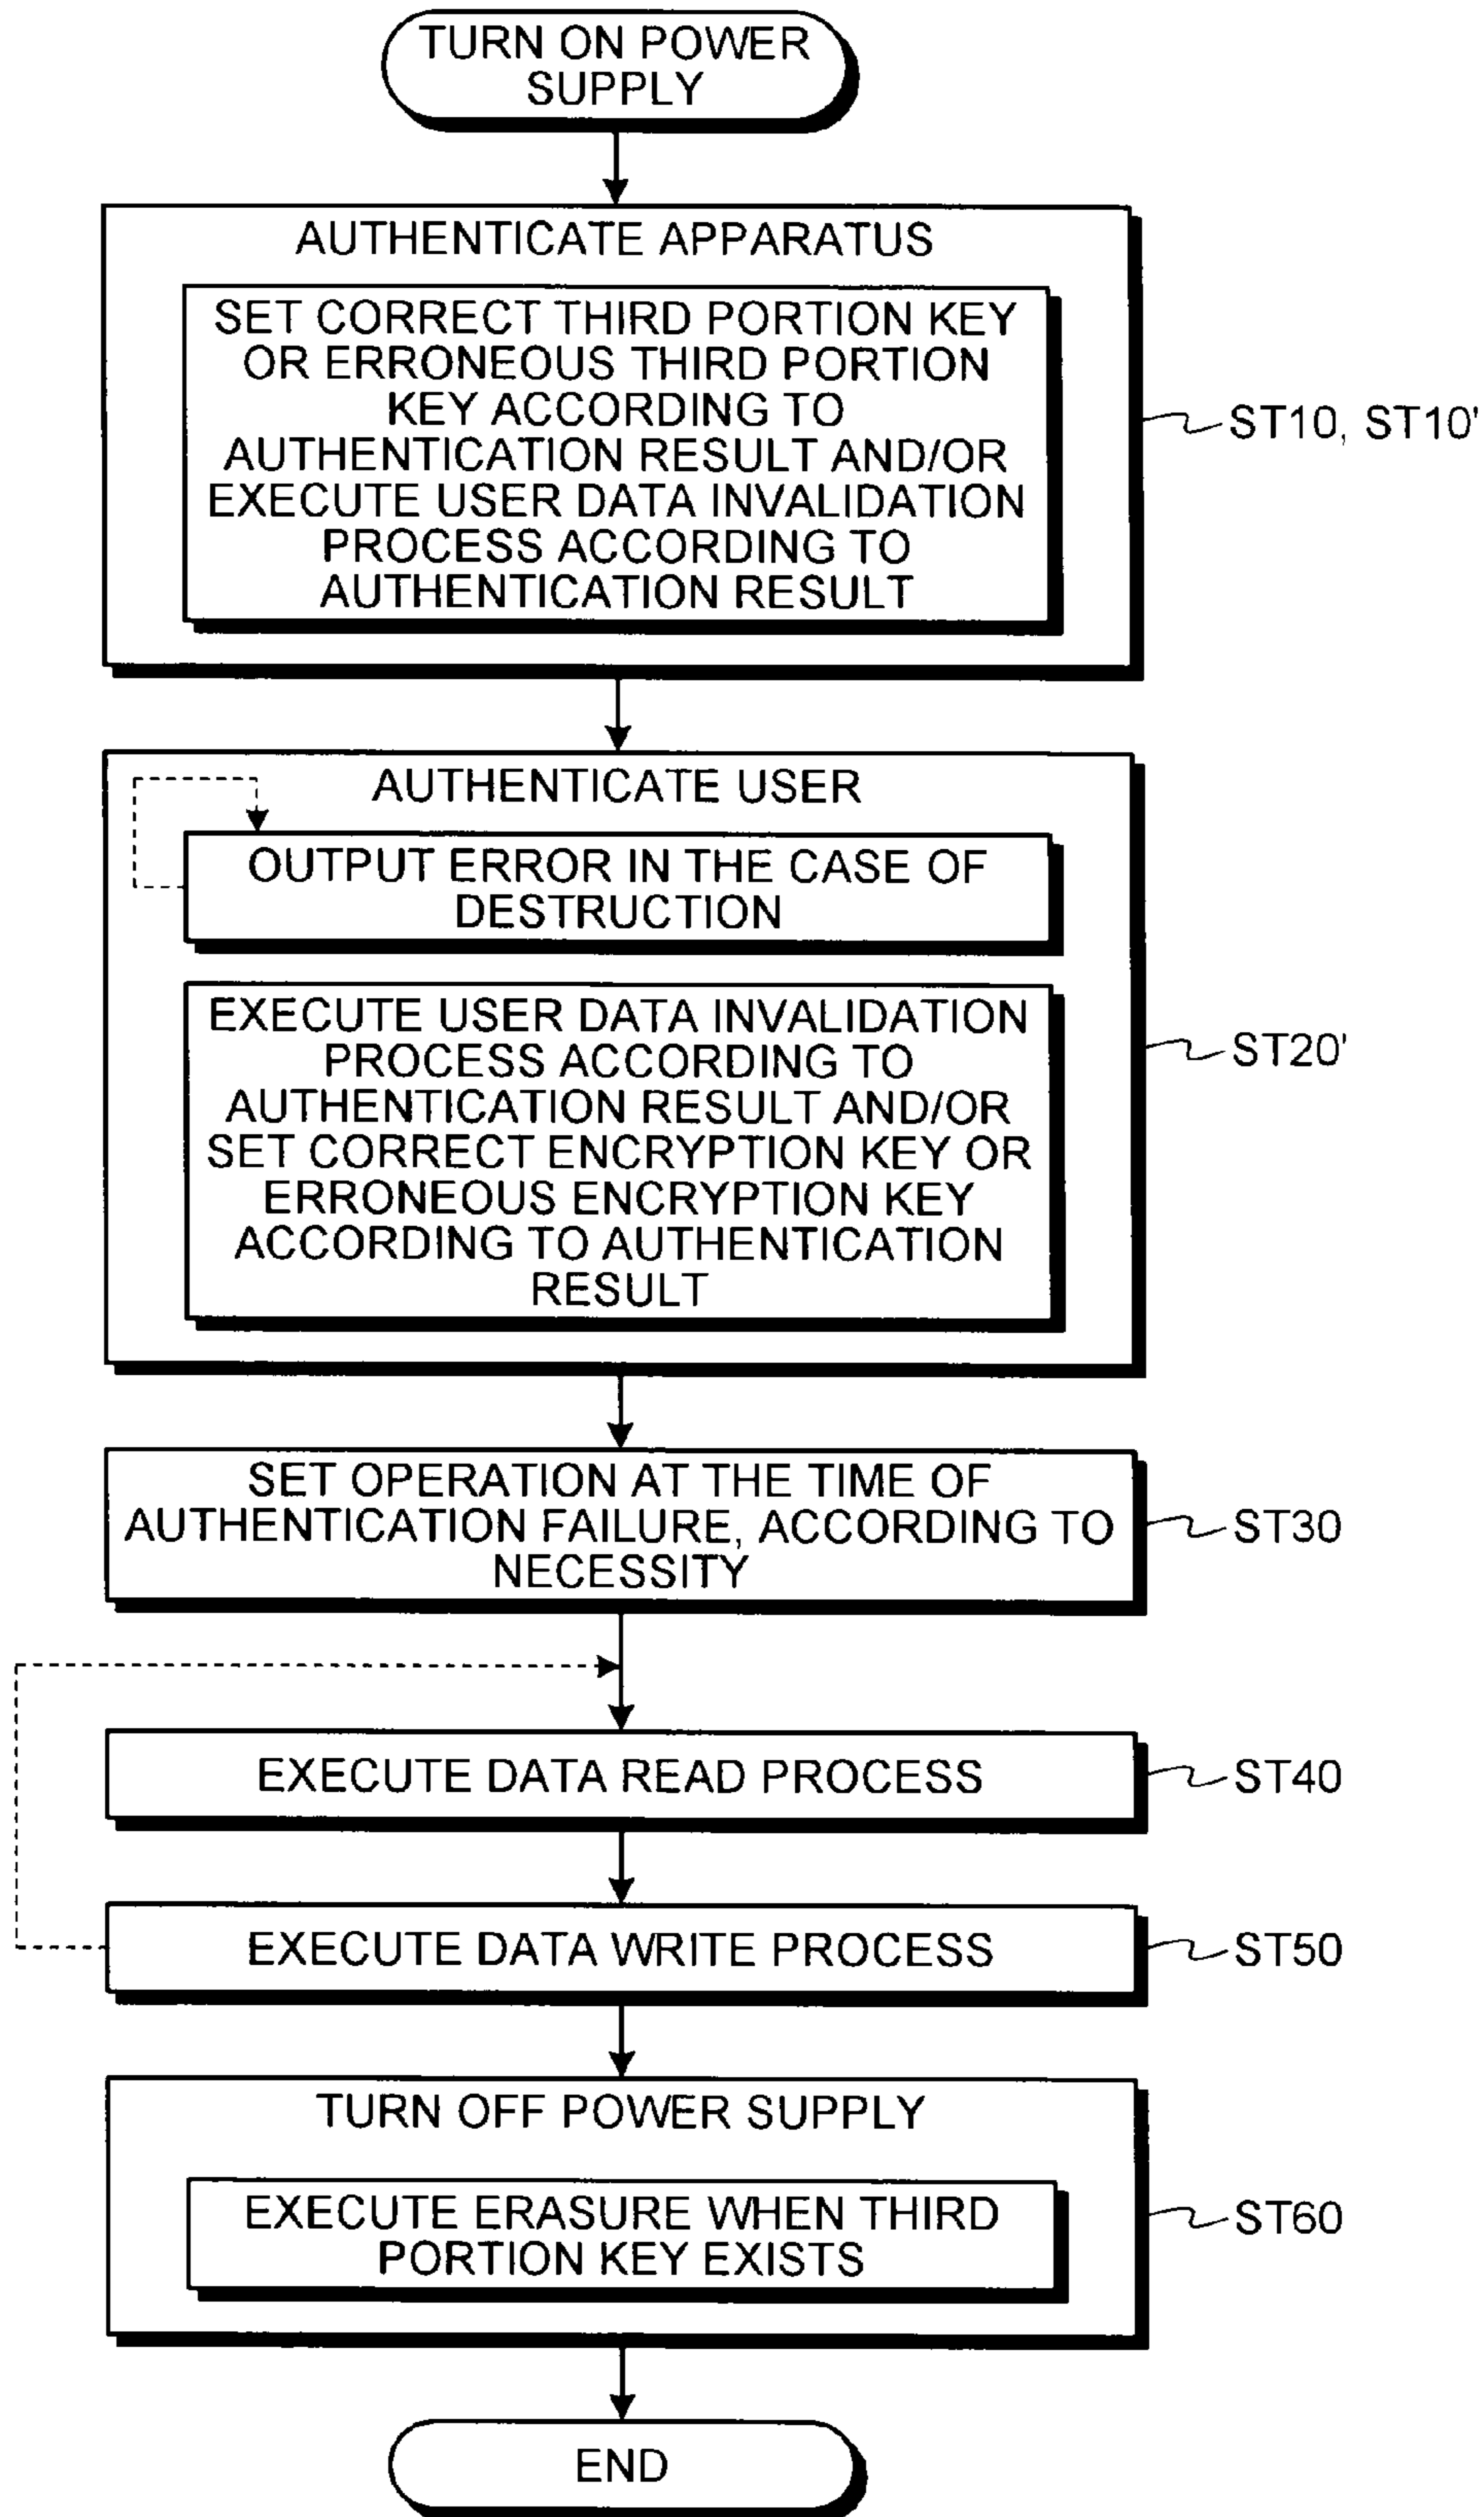 TURN ON POWER
SUPPLY
AUTHENTICATE APPARATUS
SET CORRECT THIRD PORTION KEY
OR ERRONEOUS THIRD PORTION
KEY ACCORDING TO
AUTHENTICATION RESULT AND/OR
EXECUTE USER DATA INVALIDATION
PROCESS ACCORDING TO
AUTHENTICATION RESULT
ST10, ST10'
AUTHENTICATE USER
OUTPUT ERROR IN THE CASE OF
DESTRUCTION
EXECUTE USER DATA INVALIDATION
PROCESS ACCORDING TO
AUTHENTICATION RESULT AND/OR
SET CORRECT ENCRYPTION KEY OR
ERRONEOUS ENCRYPTION KEY
ACCORDING TO AUTHENTICATION
RESULT
ST20'
SET OPERATION AT THE TIME OF
AUTHENTICATION FAILURE, ACCORDING TO
NECESSITY
ST30
EXECUTE DATA READ PROCESS
ST40
EXECUTE DATA WRITE PROCESS
ST50
TURN OFF POWER SUPPLY
EXECUTE ERASURE WHEN THIRD
PORTION KEY EXISTS
ST60
END